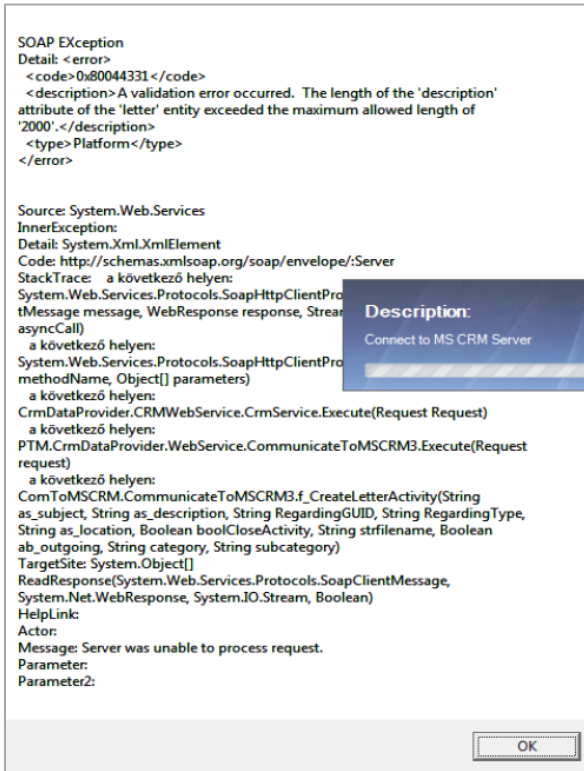 SOAP EXception
Detail: <error>
<code>0x80044331</code>
<description>A validation error occurred.  The length of the 'description'
attribute of the 'letter' entity exceeded the maximum allowed length of
'2000'.</description>
<type>Platform</type>
</error>
Source: System.Web.Services
InnerException:
Detail: System.Xml.XmlElement
Code: http://schemas.xmlsoap.org/soap/envelope/:Server
StackTrace:    a következő helyen:
System.Web.Services.Protocols.SoapHttpClientPro
tMessage message, WebResponse response, Strear
asyncCall)
a következő helyen:
System.Web.Services.Protocols.SoapHttpClientPro
methodName, Object[] parameters)
a következő helyen:
CrmDataProvider.CRMWebService.CrmService.Execute(Request Request)
a következő helyen:
PTM.CrmDataProvider.WebService.CommunicateToMSCRM3.Execute(Request
request)
a következő helyen:
ComToMSCRM.CommunicateToMSCRM3.f_CreateLetterActivity(String
as_subject, String as_description, String RegardingGUID, String RegardingType,
String as_location, Boolean boolCloseActivity, String strfilename, Boolean
ab_outgoing, String category, String subcategory)
TargetSite: System.Object[]
ReadResponse(System.Web.Services.Protocols.SoapClientMessage,
System.Net.WebResponse, System.IO.Stream, Boolean)
HelpLink:
Actor:
Message: Server was unable to process request.
Parameter:
Parameter2:
Description:
Connect to MS CRM Server
OK